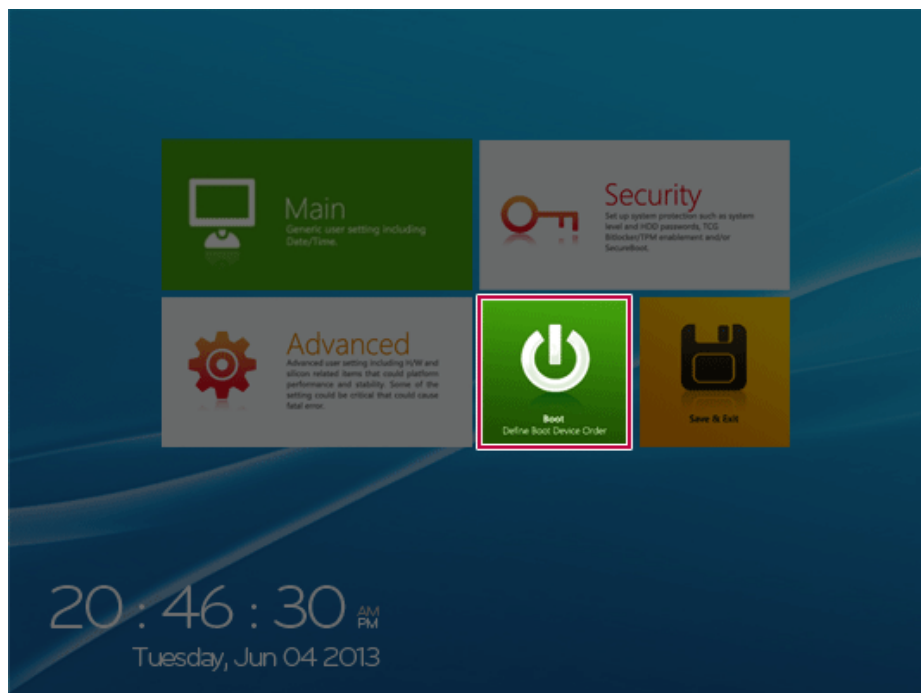 Main
Generic user setting including
Date/Time.
Security
Set up system protection such as system
level and HDD passwords, TCG
Bitlocker/TPM enablement and/or
SecureBoot.
Advanced
Advanced user setting including H/W and
silicon related items that could platform
performance and stability. Some of the
setting could be critical that could cause
fatal error.
Boot
Define Boot Device Order
Save & Exit
20 : 46 : 30 AM
PM
Tuesday, Jun 04 2013